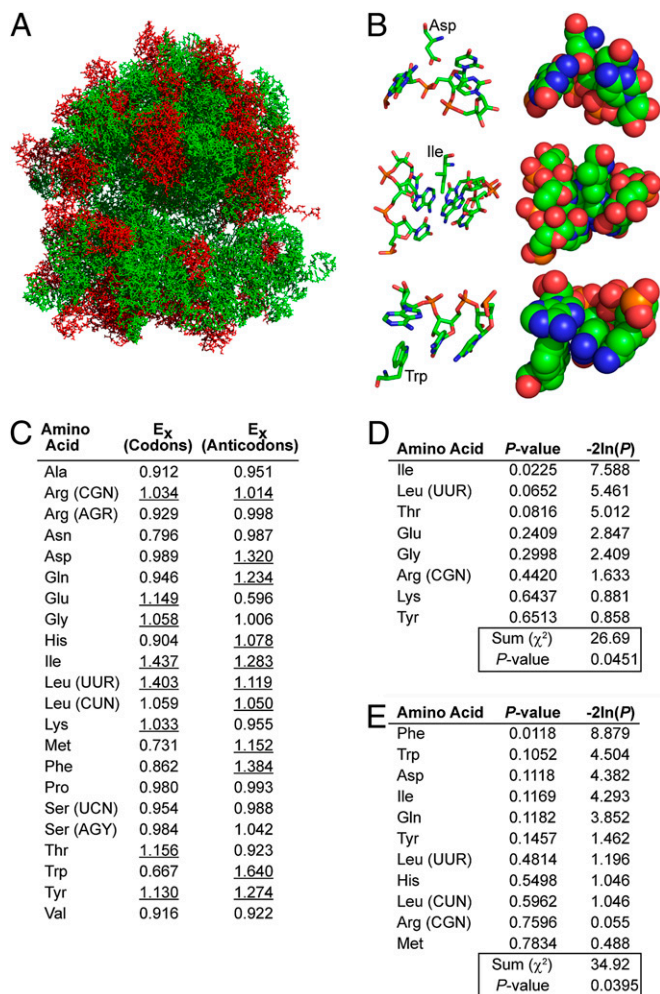 A
B
Asp
Ile
Trp
C
Amino Acid E_X (Codons) E_X (Anticodons)
Ala 0.912 0.951
Arg (CGN) 1.034 1.014
Arg (AGR) 0.929 0.998
Asn 0.796 0.987
Asp 0.989 1.320
Gln 0.946 1.234
Glu 1.149 0.596
Gly 1.058 1.006
His 0.904 1.078
Ile 1.437 1.283
Leu (UUR) 1.403 1.119
Leu (CUN) 1.059 1.050
Lys 1.033 0.955
Met 0.731 1.152
Phe 0.862 1.384
Pro 0.980 0.993
Ser (UCN) 0.954 0.988
Ser (AGY) 0.984 1.042
Thr 1.156 0.923
Trp 0.667 1.640
Tyr 1.130 1.274
Val 0.916 0.922
D
Amino Acid P-value -2ln(P)
Ile 0.0225 7.588
Leu (UUR) 0.0652 5.461
Thr 0.0816 5.012
Glu 0.2409 2.847
Gly 0.2998 2.409
Arg (CGN) 0.4420 1.633
Lys 0.6437 0.881
Tyr 0.6513 0.858
Sum (χ²) 26.69
P-value 0.0451
E
Amino Acid P-value -2ln(P)
Phe 0.0118 8.879
Trp 0.1052 4.504
Asp 0.1118 4.382
Ile 0.1169 4.293
Gln 0.1182 3.852
Tyr 0.1457 1.462
Leu (UUR) 0.4814 1.196
His 0.5498 1.046
Leu (CUN) 0.5962 1.046
Arg (CGN) 0.7596 0.055
Met 0.7834 0.488
Sum (χ²) 34.92
P-value 0.0395